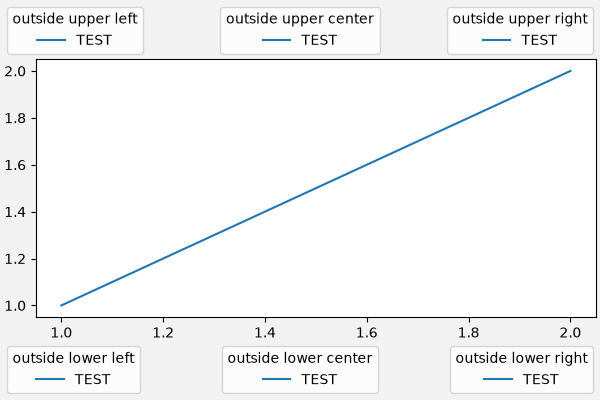 outside upper left
TEST
outside upper center
TEST
outside upper right
TEST
2.0
1.8
1.6
1.4
1.2
1.0
1.0 1.2 1.4 1.6 1.8 2.0
outside lower left
TEST
outside lower center
TEST
outside lower right
TEST